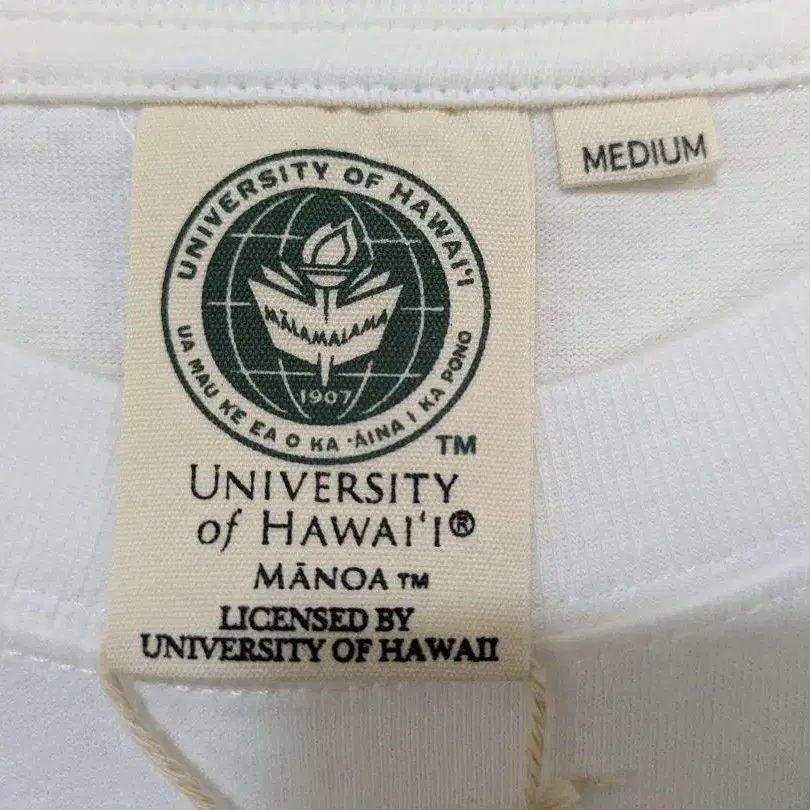 UNIVERSITY OF HAWAI'I
MEDIUM
MĀLAMALAMA
1907
UA MAU KE EA O KA ʻĀINA I KA PONO
TM
UNIVERSITY
of HAWAIʻI®
MĀNOA TM
LICENSED BY
UNIVERSITY OF HAWAII